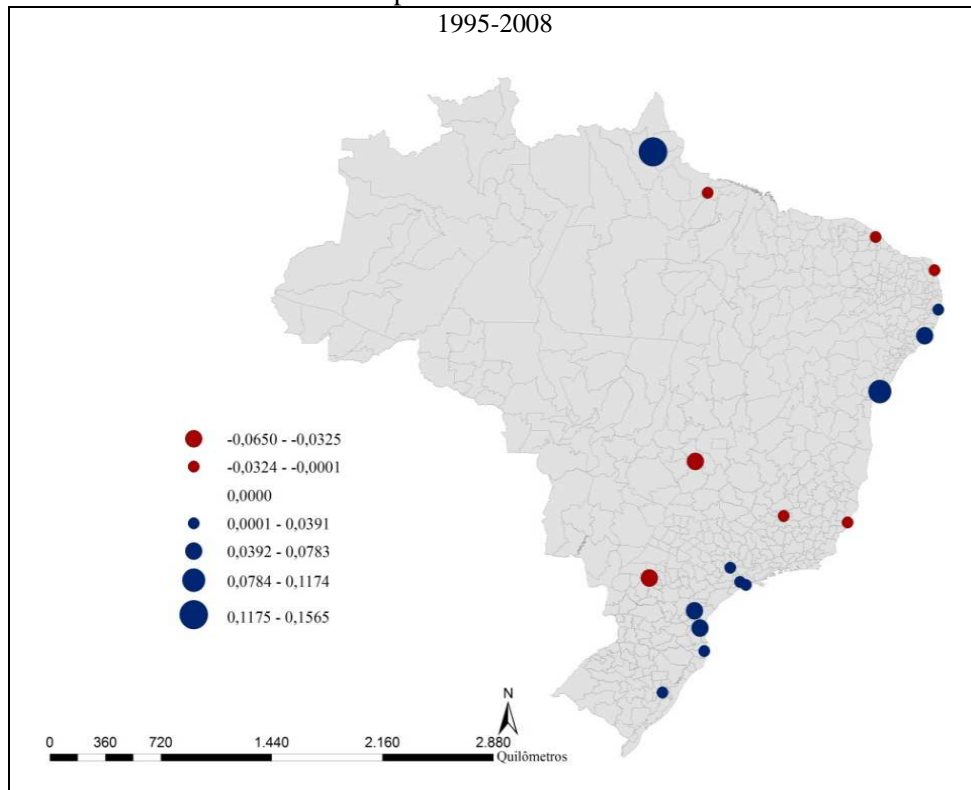 1995-2008
-0,0650 - -0,0325
-0,0324 - -0,0001
0,0000
0,0001 - 0,0391
0,0392 - 0,0783
0,0784 - 0,1174
0,1175 - 0,1565
N
0 360 720 1.440 2.160 2.880
Quilômetros